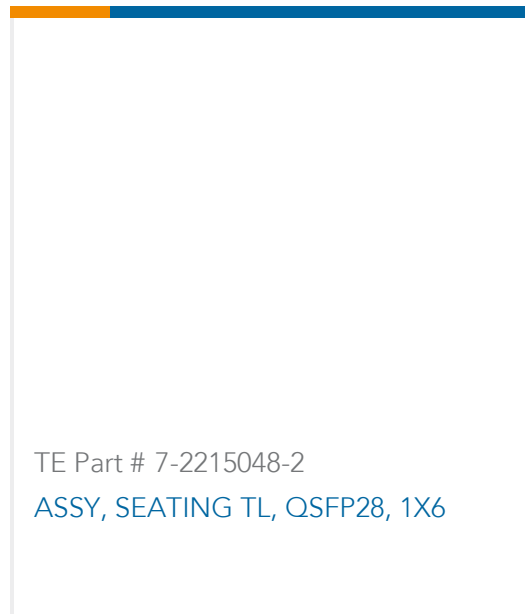 TE Part # 7-2215048-2
ASSY, SEATING TL, QSFP28, 1X6